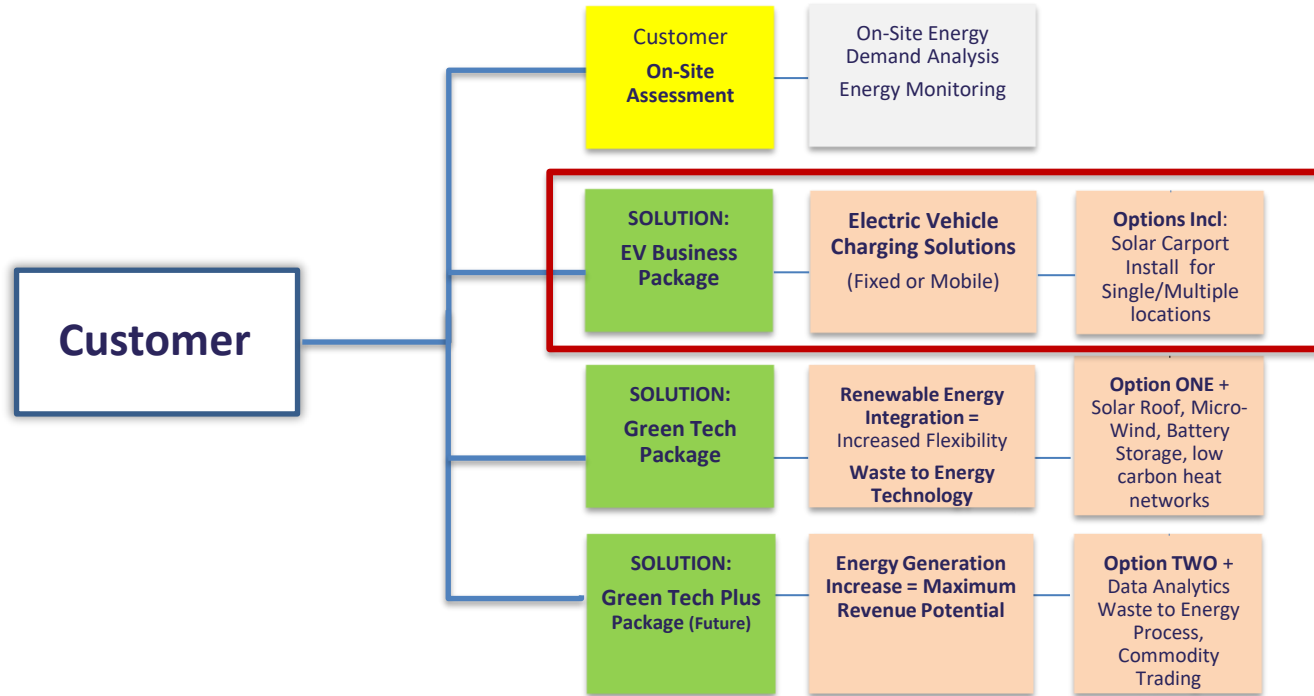 Customer
Customer
On-Site
Assessment
On-Site Energy
Demand Analysis
Energy Monitoring
SOLUTION:
EV Business
Package
Electric Vehicle
Charging Solutions
(Fixed or Mobile)
Options Incl:
Solar Carport
Install for
Single/Multiple
locations
SOLUTION:
Green Tech
Package
Renewable Energy
Integration =
Increased Flexibility
Waste to Energy
Technology
Option ONE +
Solar Roof, Micro-
Wind, Battery
Storage, low
carbon heat
networks
SOLUTION:
Green Tech Plus
Package (Future)
Energy Generation
Increase = Maximum
Revenue Potential
Option TWO +
Data Analytics
Waste to Energy
Process,
Commodity
Trading